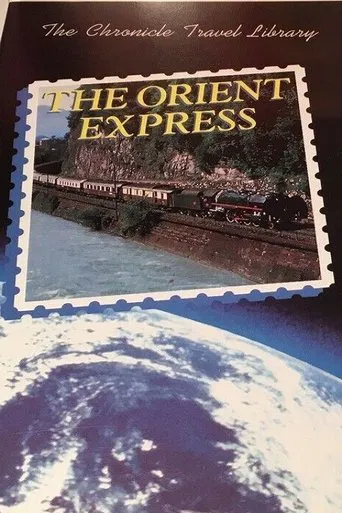 The Chronicle Travel Library
THE ORIENT
EXPRESS